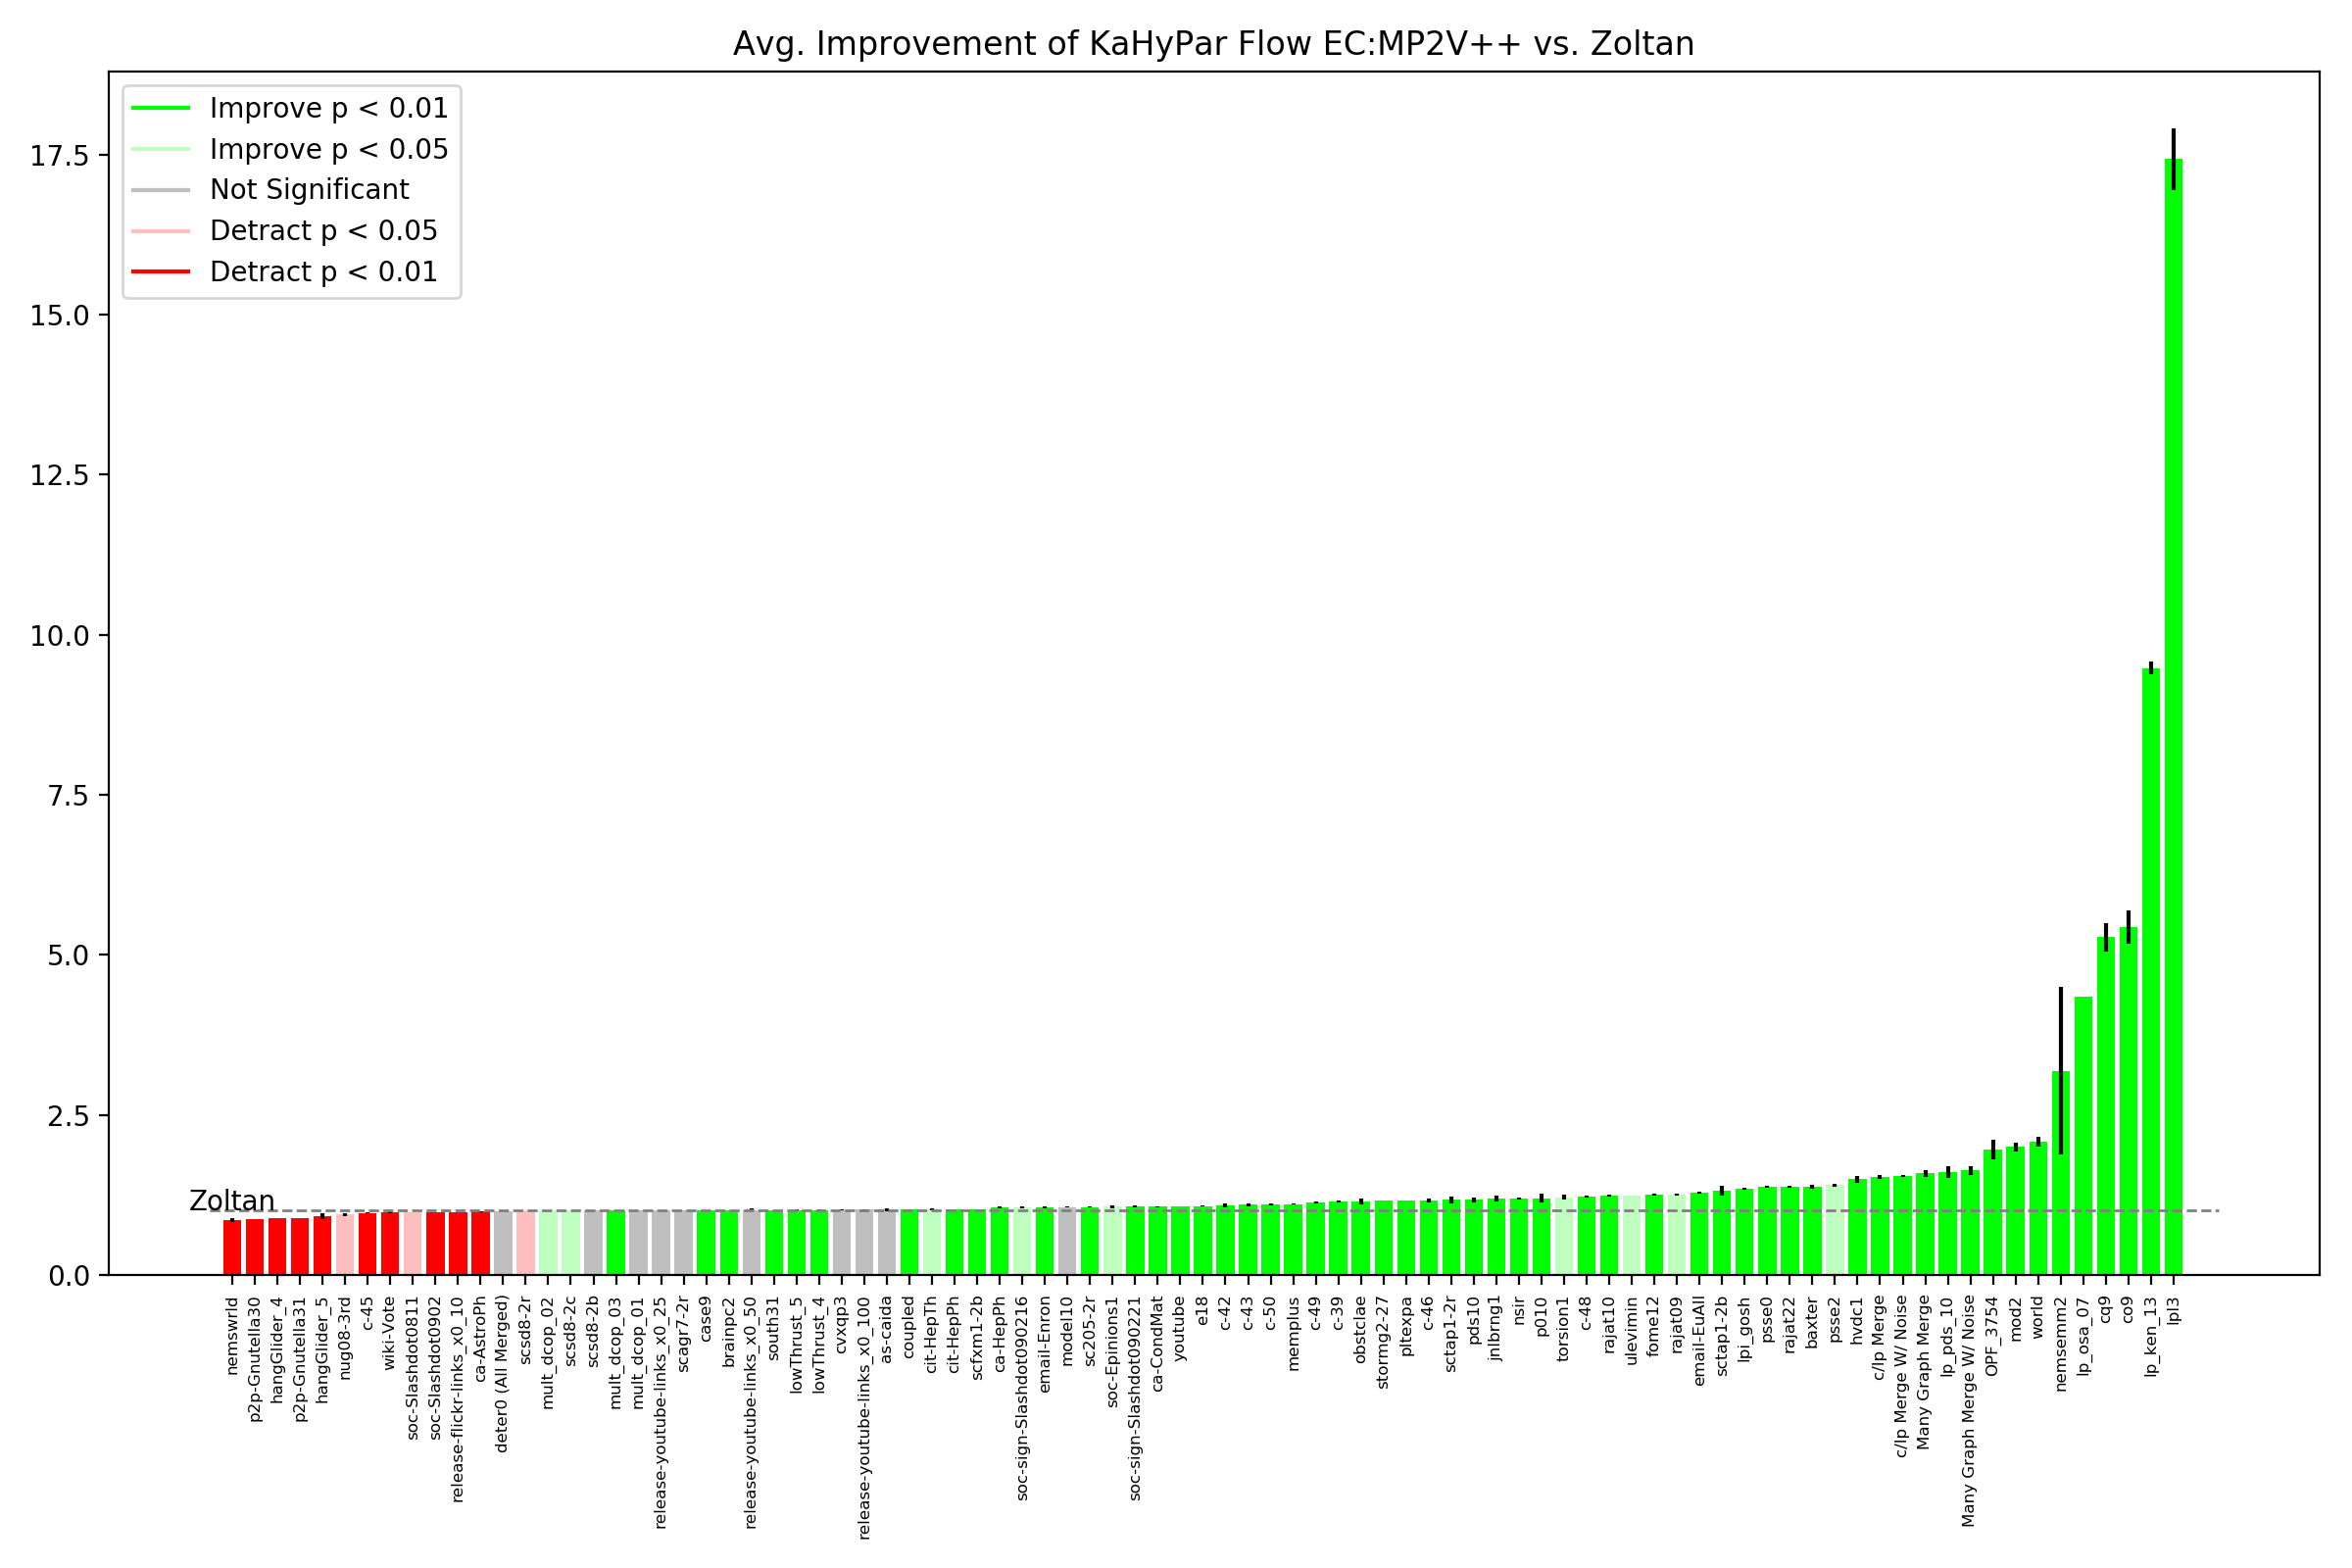 Avg. Improvement of KaHyPar Flow EC:MP2V++ vs. Zoltan
Improve p < 0.01
Improve p < 0.05
Not Significant
Detract p < 0.05
Detract p < 0.01
17.5
15.0
12.5
10.0
7.5
5.0
2.5
0.0
Zoltan
nemswrld
p2p-Gnutella30
hangGlider_4
p2p-Gnutella31
hangGlider_5
nug08-3rd
c-45
wiki-Vote
soc-Slashdot0811
soc-Slashdot0902
release-flickr-links_x0_10
ca-AstroPh
deter0 (All Merged)
scsd8-2r
mult_dcop_02
scsd8-2c
scsd8-2b
mult_dcop_03
mult_dcop_01
release-youtube-links_x0_25
scagr7-2r
case9
brainpc2
release-youtube-links_x0_50
south31
lowThrust_5
lowThrust_4
cvxqp3
release-youtube-links_x0_100
as-caida
coupled
cit-HepTh
cit-HepPh
scfxm1-2b
ca-HepPh
soc-sign-Slashdot090216
email-Enron
model10
sc205-2r
soc-Epinions1
soc-sign-Slashdot090221
ca-CondMat
youtube
e18
c-42
c-43
c-50
memplus
c-49
c-39
obstclae
stormg2-27
pltexpa
c-46
sctap1-2r
pds10
jnlbrng1
nsir
p010
torsion1
c-48
rajat10
ulevimin
fome12
rajat09
email-EuAll
sctap1-2b
lpi_gosh
psse0
rajat22
baxter
psse2
hvdc1
c/lp Merge
c/lp Merge W/ Noise
Many Graph Merge
lp_pds_10
Many Graph Merge W/ Noise
OPF_3754
mod2
world
nemsemm2
lp_osa_07
cq9
co9
lp_ken_13
lpl3